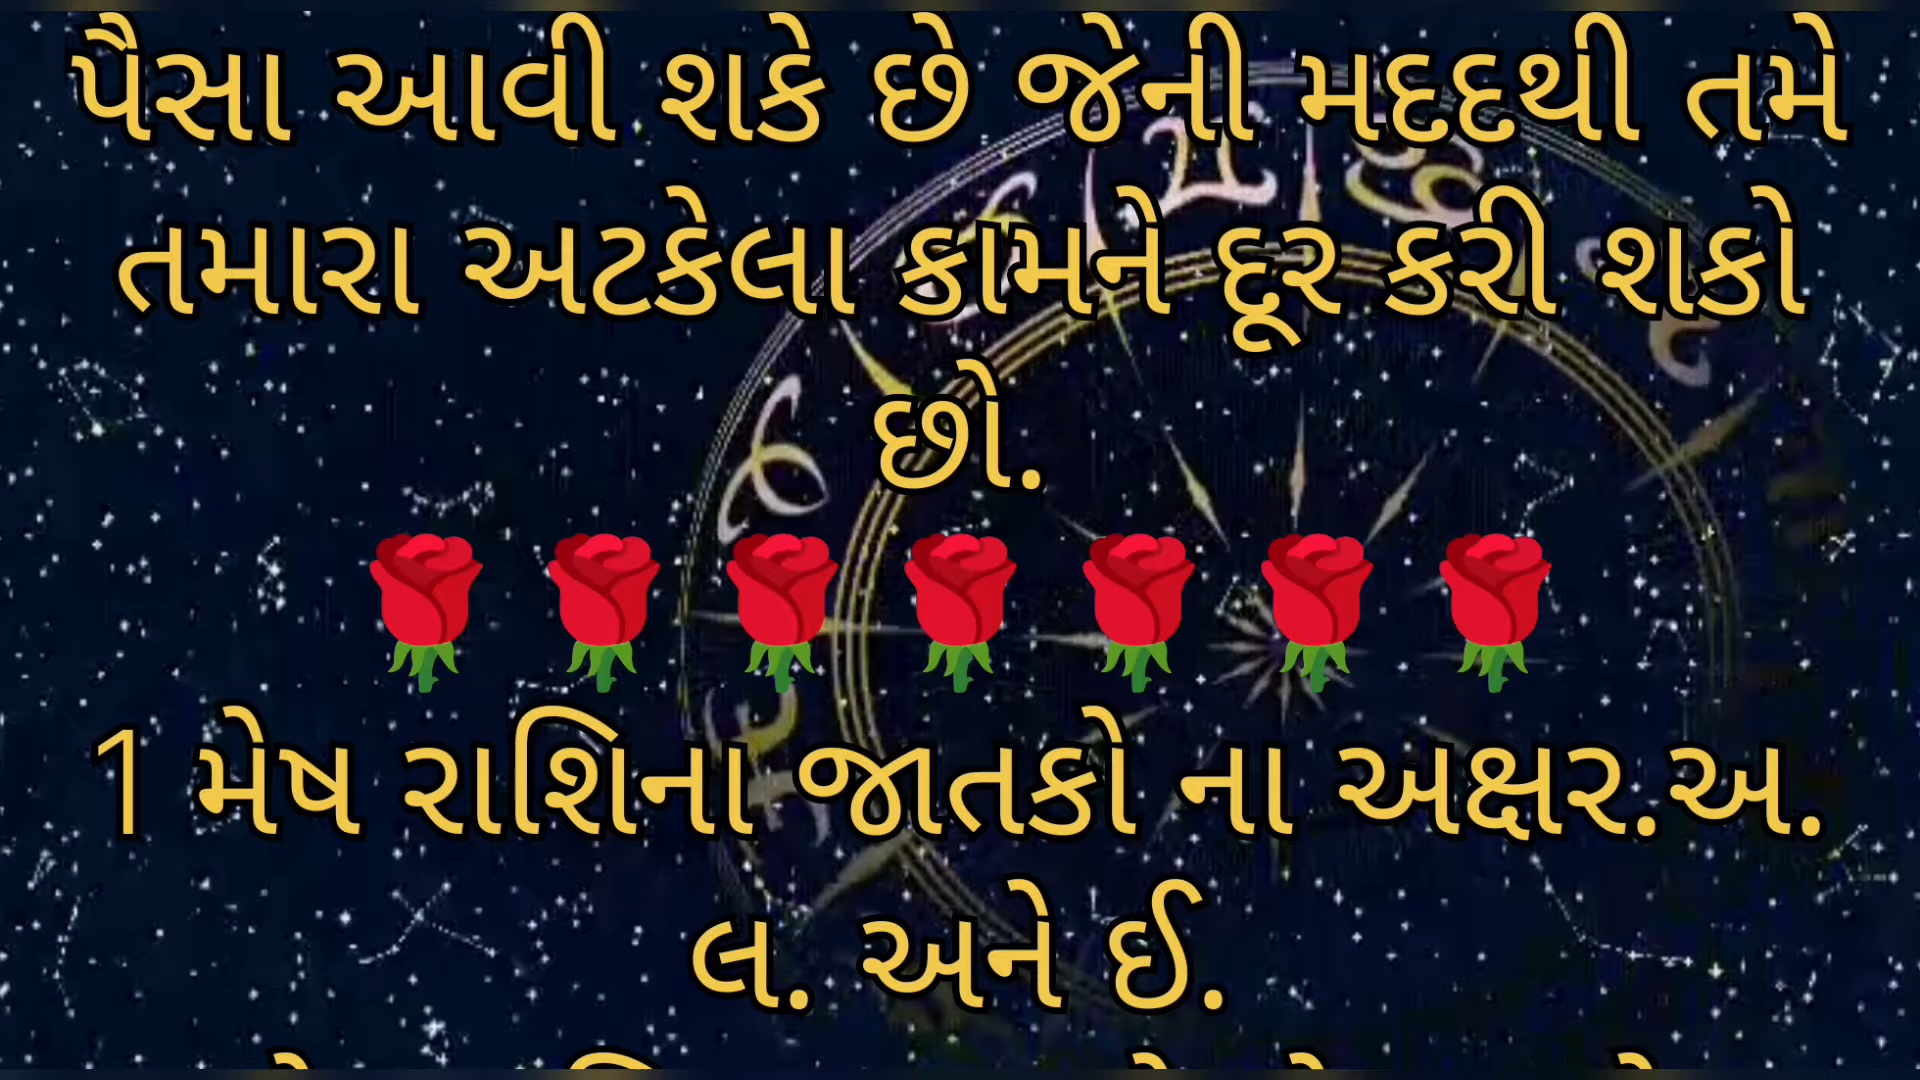 પૈસા આવી શકે છે જેની મદદથી તમે
તમારા અટકેલા કામને દૂર કરી શકો
છો.
🌹 🌹 🌹 🌹 🌹 🌹 🌹
1 મેષ રાશિના જાતકો ના અક્ષર.અ.
લ. અને ઈ.